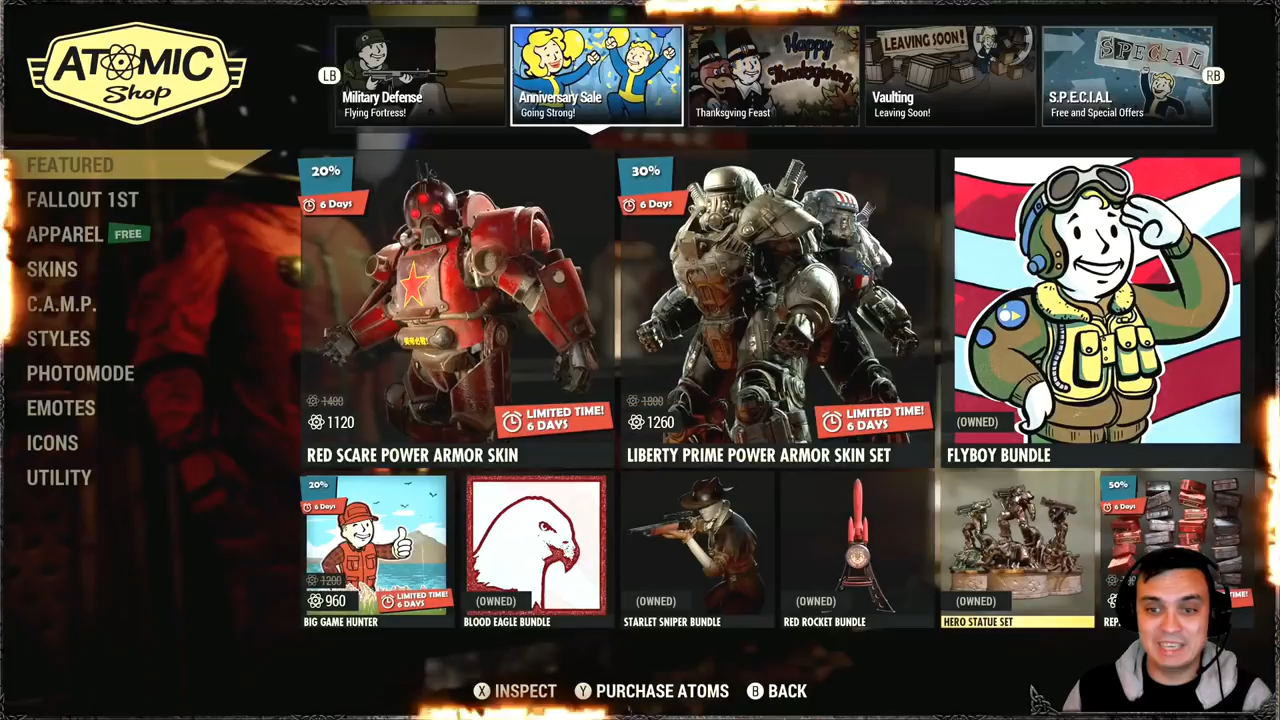 ATOMIC
Shop
LB
Military Defense
Flying Fortress!
Anniversary Sale
Going Strong!
Happy
Thanksgiving
Thanksgving Feast
LEAVING SOON!
Vaulting
Leaving Soon!
SPECIAL
S.P.E.C.I.A.L
Free and Special Offers
RB
FEATURED
FALLOUT 1ST
APPAREL FREE
SKINS
C.A.M.P.
STYLES
PHOTOMODE
EMOTES
ICONS
UTILITY
20%
6 Days
1400
1120
LIMITED TIME!
6 DAYS
RED SCARE POWER ARMOR SKIN
30%
6 Days
1800
1260
LIMITED TIME!
6 DAYS
LIBERTY PRIME POWER ARMOR SKIN SET
(OWNED)
FLYBOY BUNDLE
20%
6 Days
1200
960
LIMITED TIME!
6 DAYS
BIG GAME HUNTER
(OWNED)
BLOOD EAGLE BUNDLE
(OWNED)
STARLET SNIPER BUNDLE
(OWNED)
RED ROCKET BUNDLE
(OWNED)
HERO STATUE SET
50%
6 Days
X INSPECT
Y PURCHASE ATOMS
B BACK